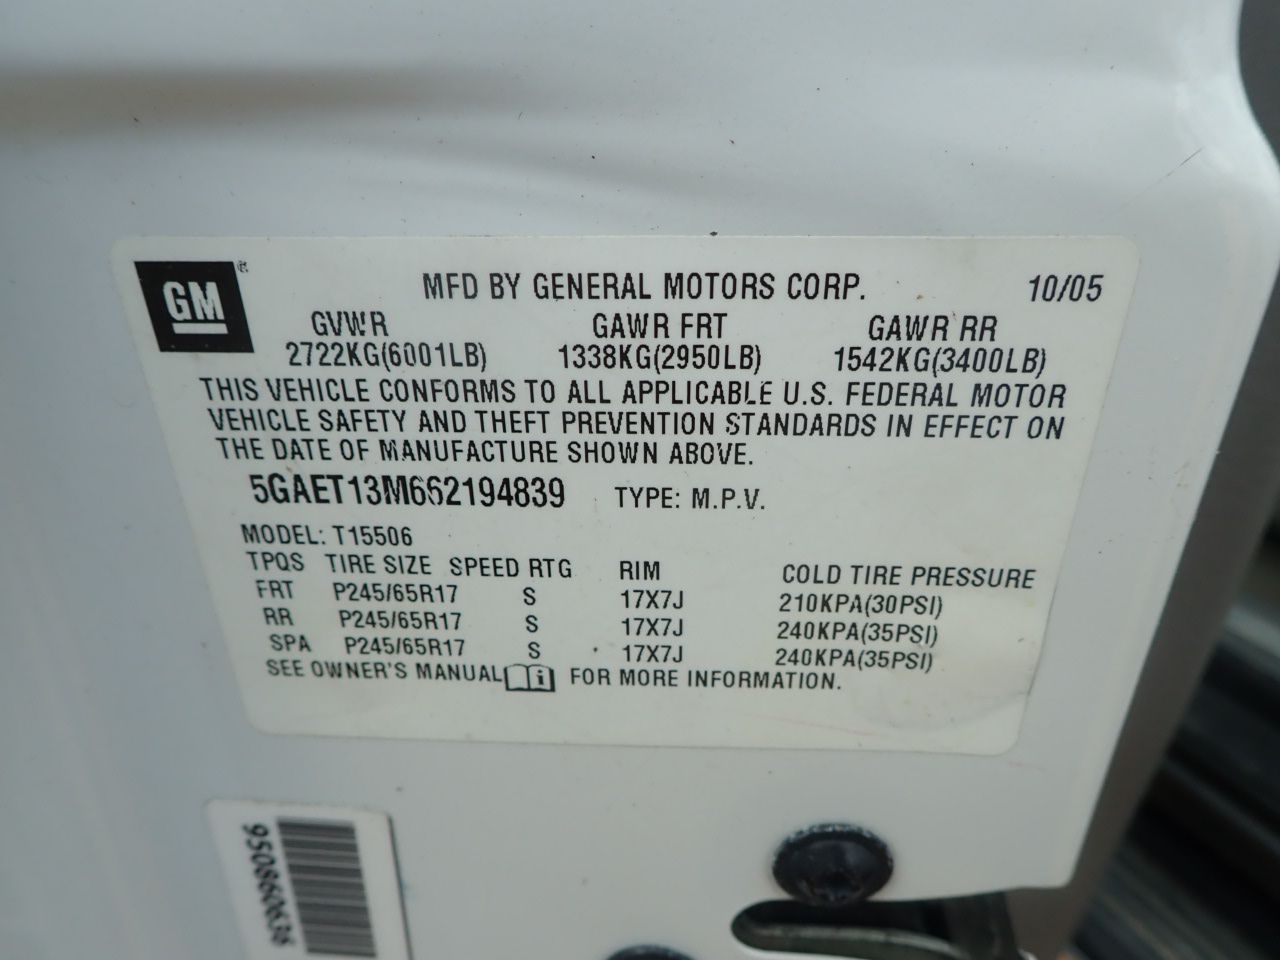 GM ®
MFD BY GENERAL MOTORS CORP. 10/05
GVWR GAWR FRT GAWR RR
2722KG(6001LB) 1338KG(2950LB) 1542KG(3400LB)
THIS VEHICLE CONFORMS TO ALL APPLICABLE U.S. FEDERAL MOTOR
VEHICLE SAFETY AND THEFT PREVENTION STANDARDS IN EFFECT ON
THE DATE OF MANUFACTURE SHOWN ABOVE.
5GAET13M662194839 TYPE: M.P.V.
MODEL: T15506
TPQS TIRE SIZE SPEED RTG RIM COLD TIRE PRESSURE
FRT P245/65R17 S 17X7J 210KPA(30PSI)
RR P245/65R17 S 17X7J 240KPA(35PSI)
SPA P245/65R17 S 17X7J 240KPA(35PSI)
SEE OWNER'S MANUAL i FOR MORE INFORMATION.
950860636